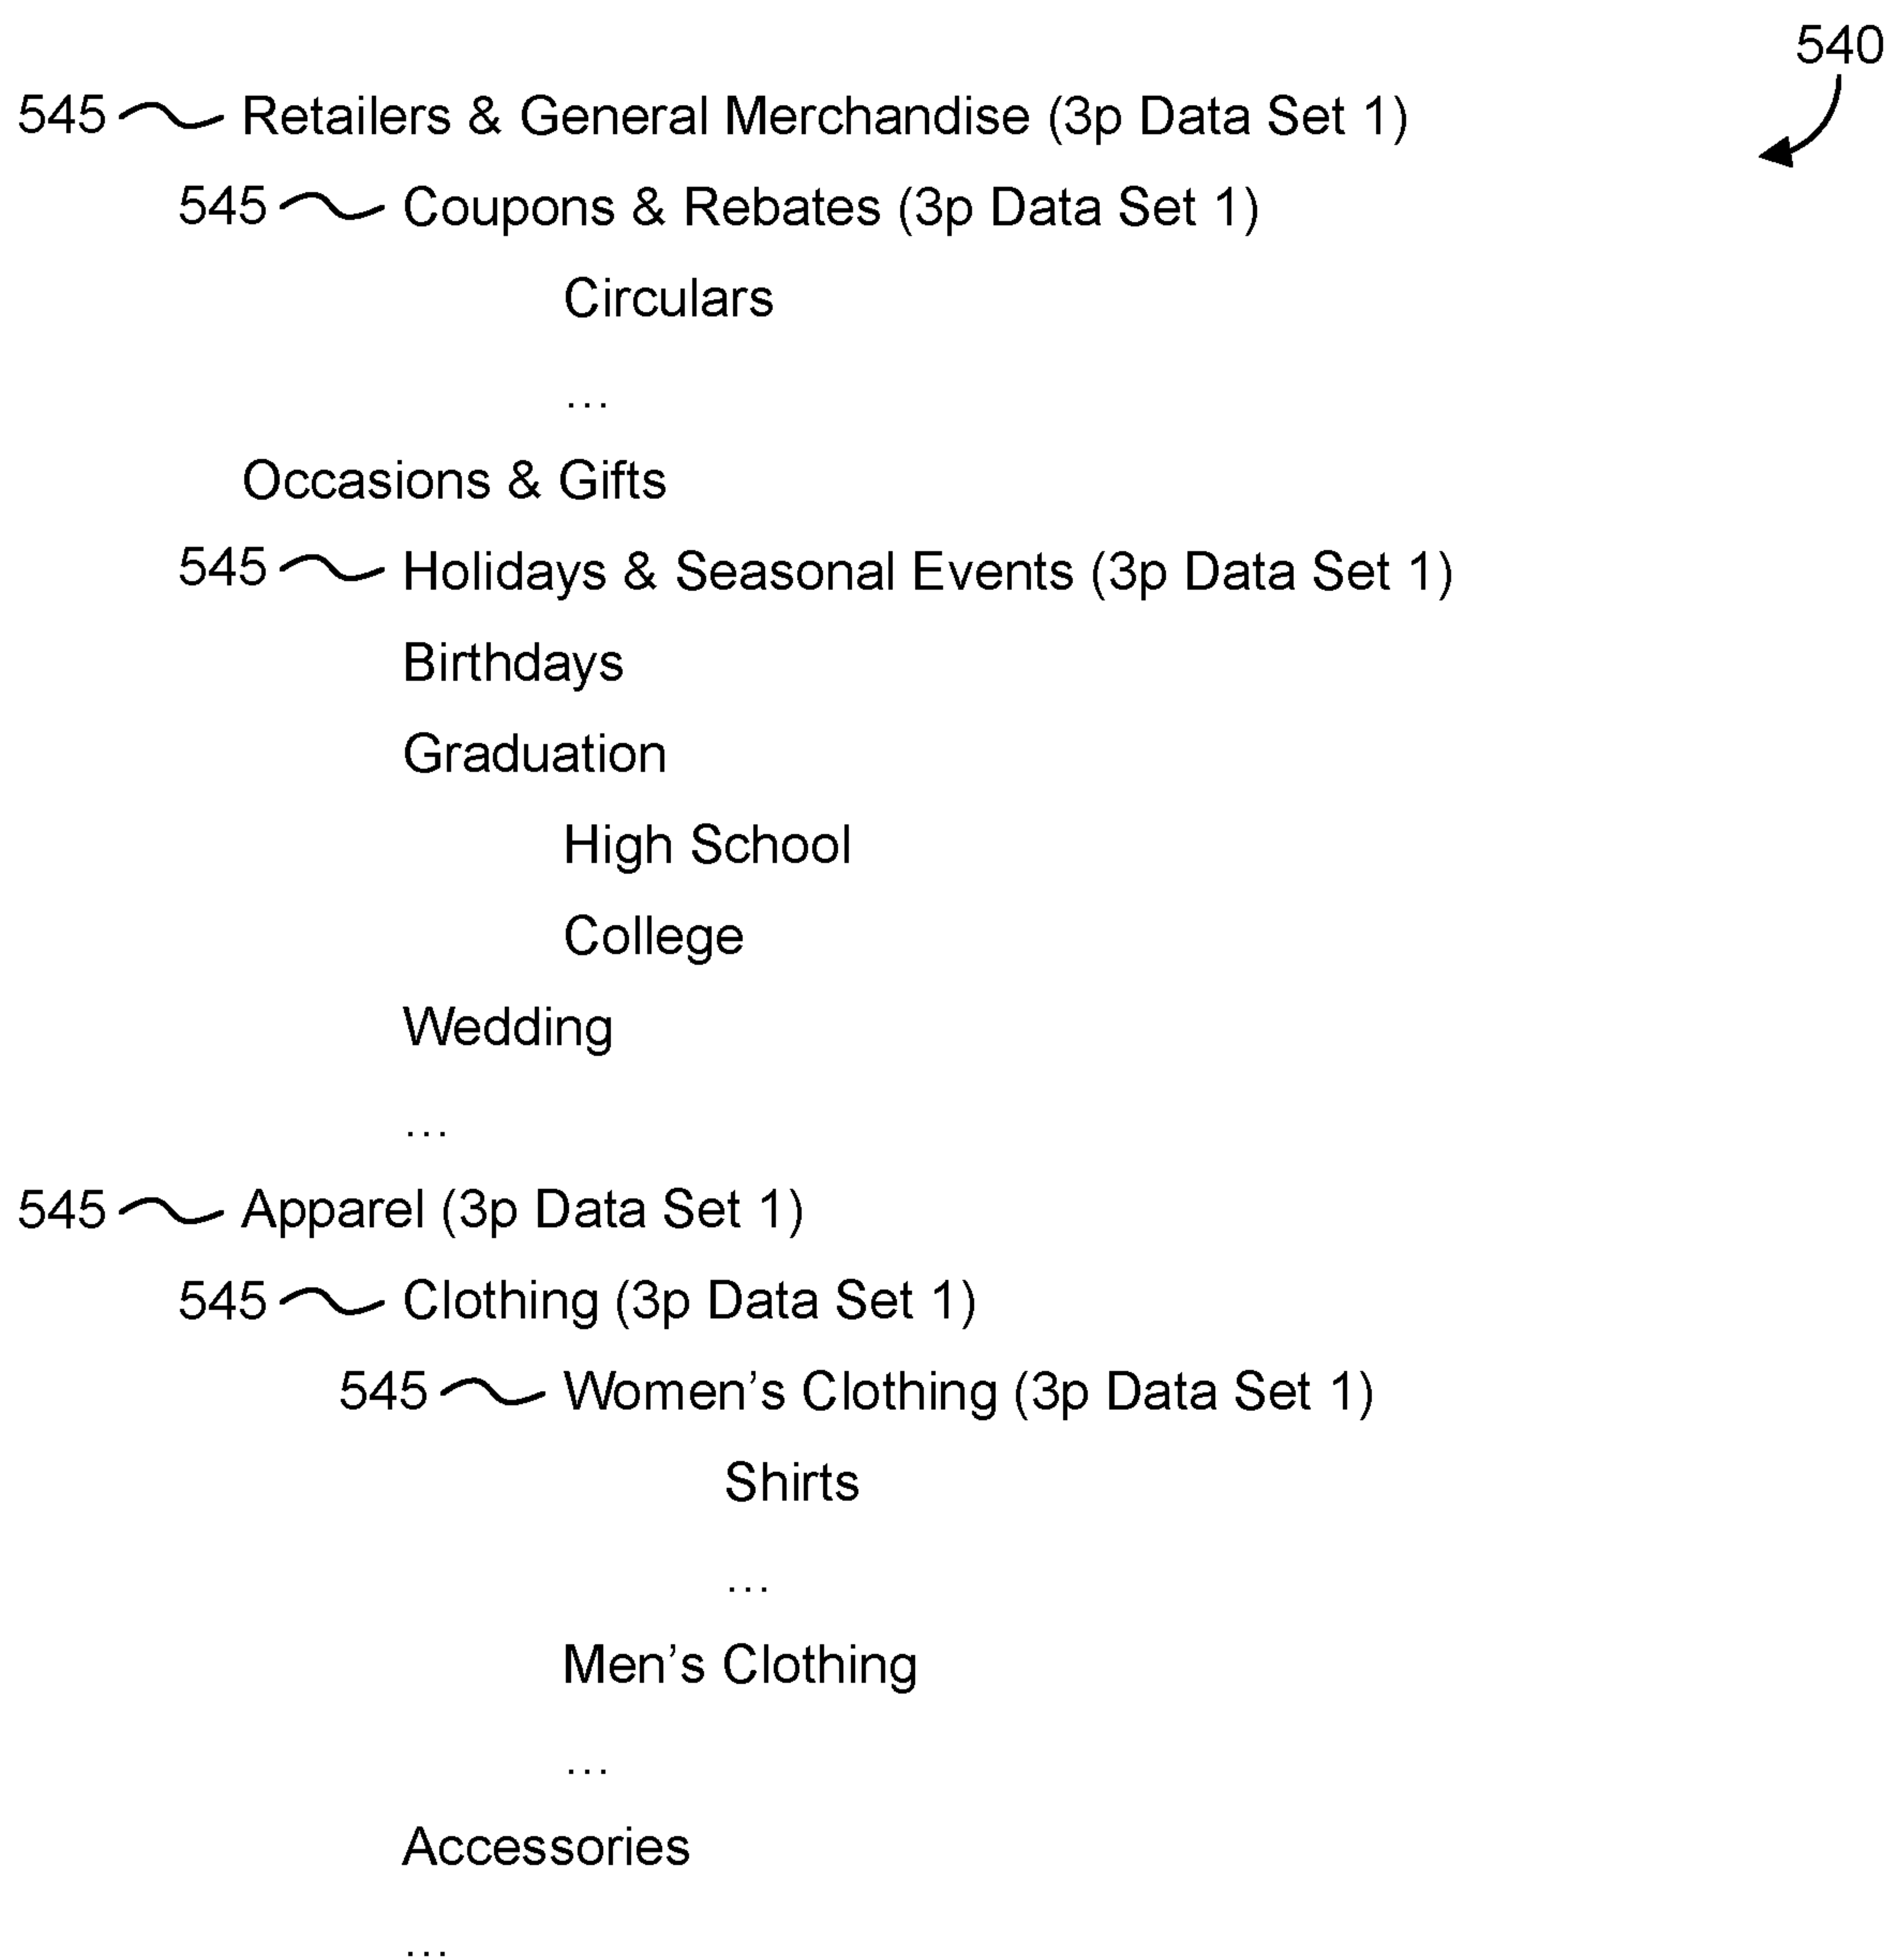 540
545 Retailers & General Merchandise (3p Data Set 1)
545 Coupons & Rebates (3p Data Set 1)
Circulars
...
Occasions & Gifts
545 Holidays & Seasonal Events (3p Data Set 1)
Birthdays
Graduation
High School
College
Wedding
...
545 Apparel (3p Data Set 1)
545 Clothing (3p Data Set 1)
545 Women’s Clothing (3p Data Set 1)
Shirts
...
Men’s Clothing
...
Accessories
...